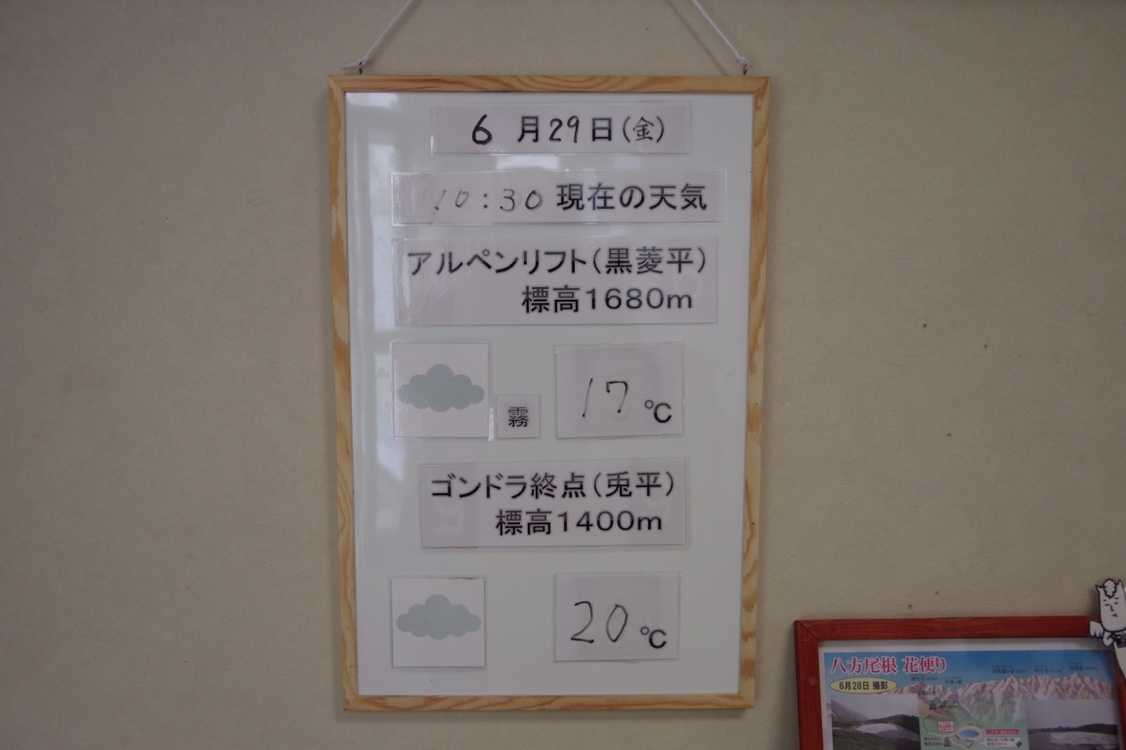 6月29日(金)
10:30現在の天気
アルペンリフト(黒菱平)
標高1680m
霧
17℃
ゴンドラ終点(兎平)
標高1400m
20℃
八方尾根 花便り
6月28日 撮影